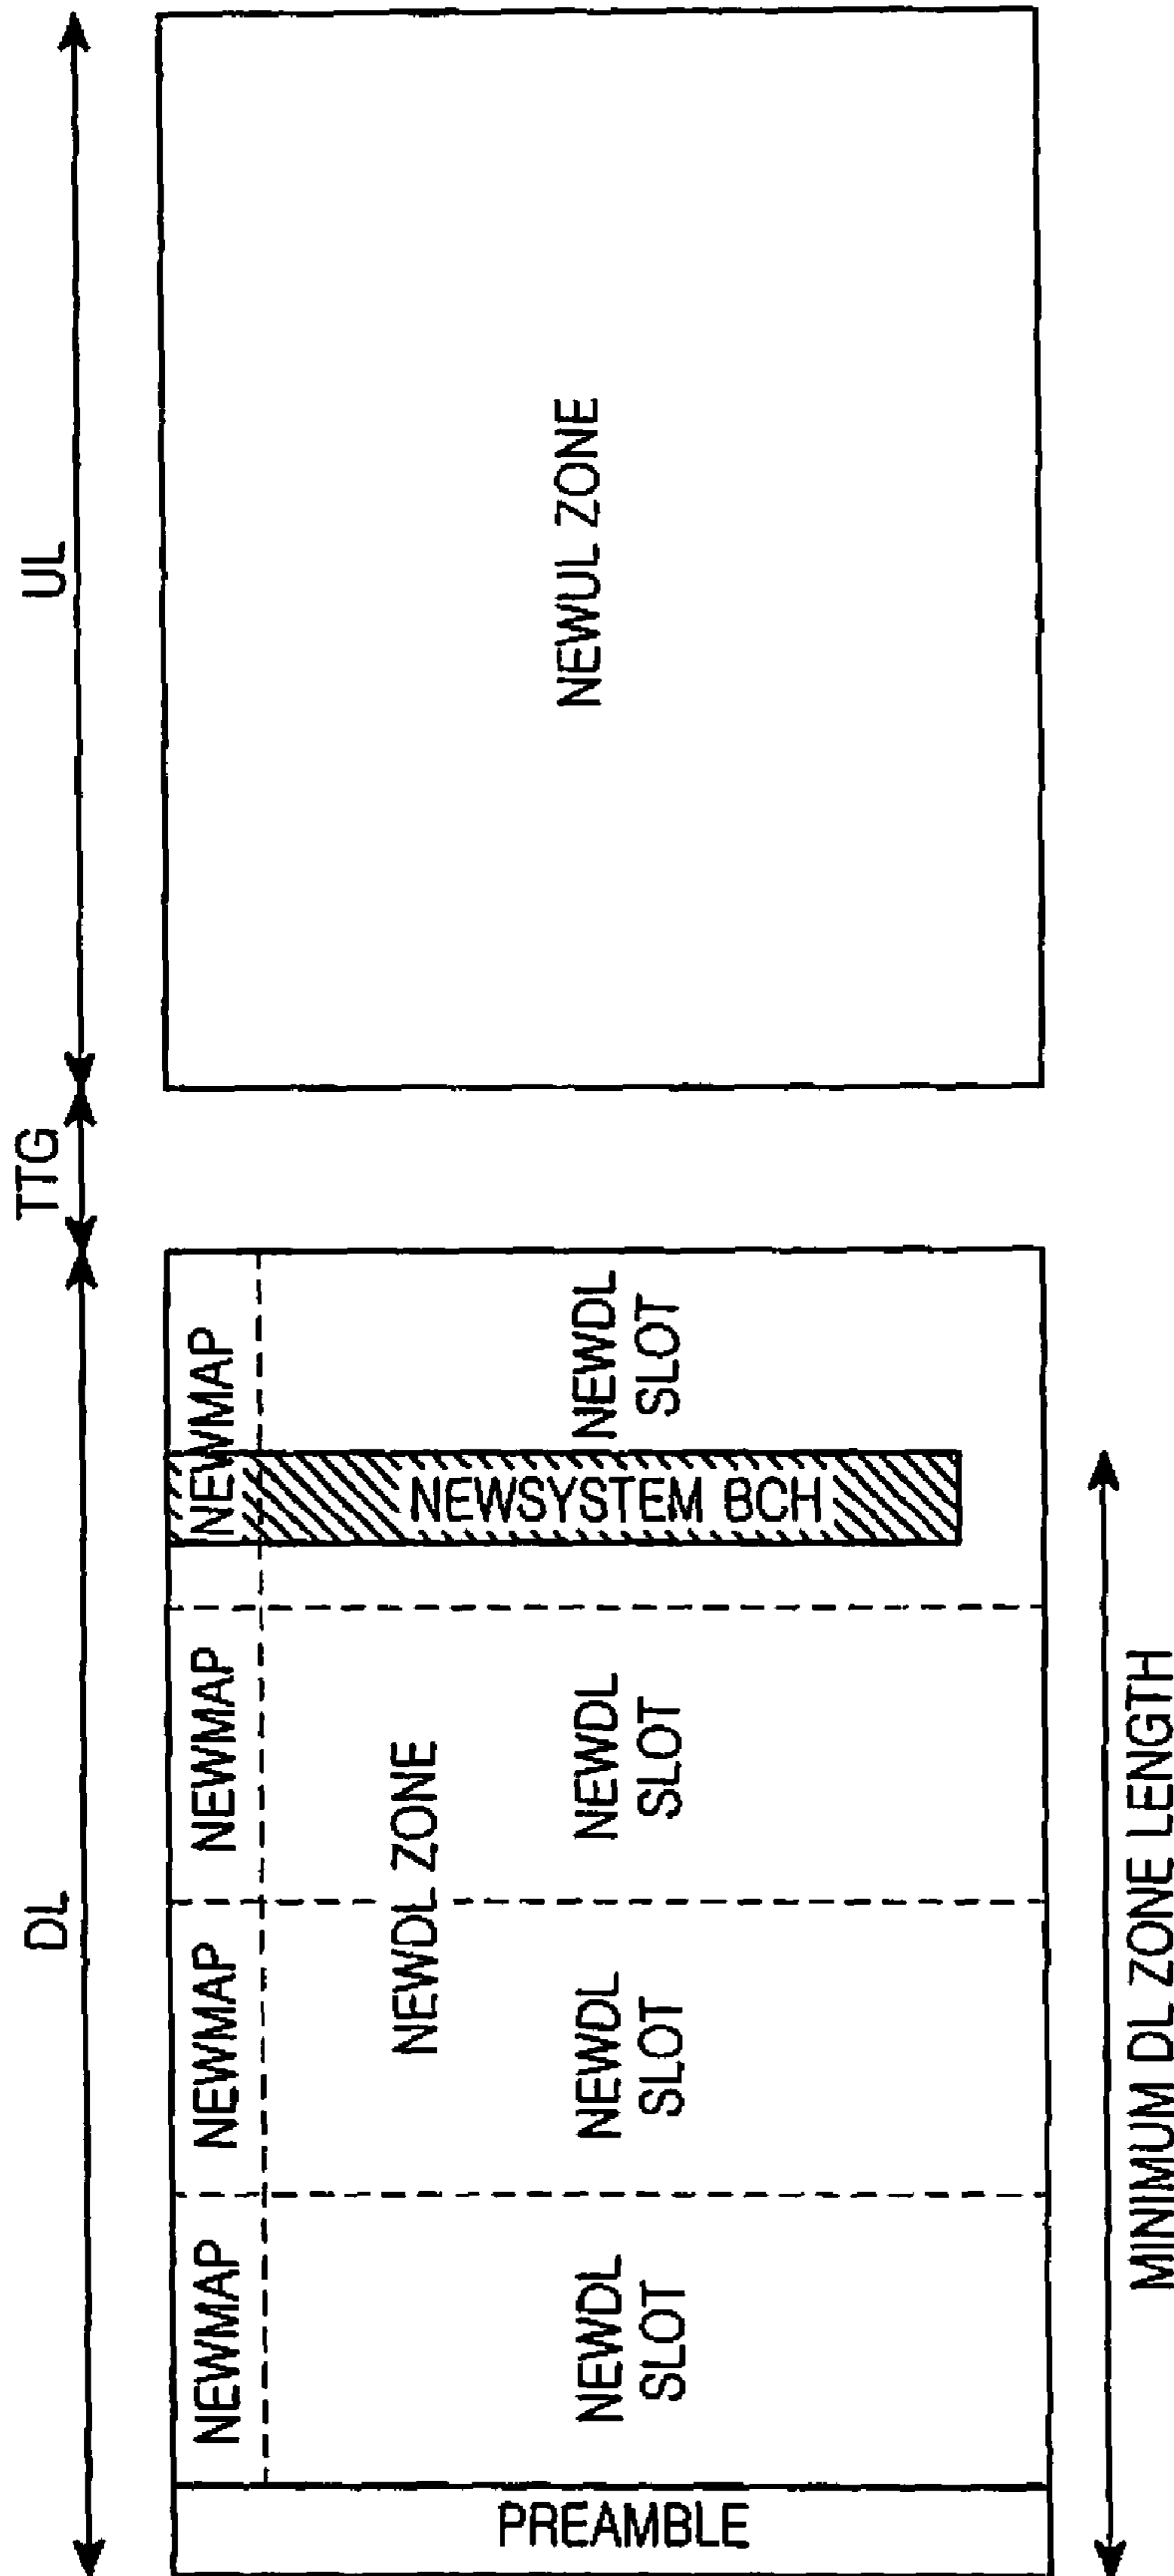 DL
TTG
UL
NEWMAP
NEWMAP
NEWMAP
NEWMAP
NEWDL ZONE
PREAMBLE
NEWDL
SLOT
NEWDL
SLOT
NEWDL
SLOT
NEWSYSTEM BCH
NEWDL
SLOT
NEWUL ZONE
MINIMUM DL ZONE LENGTH